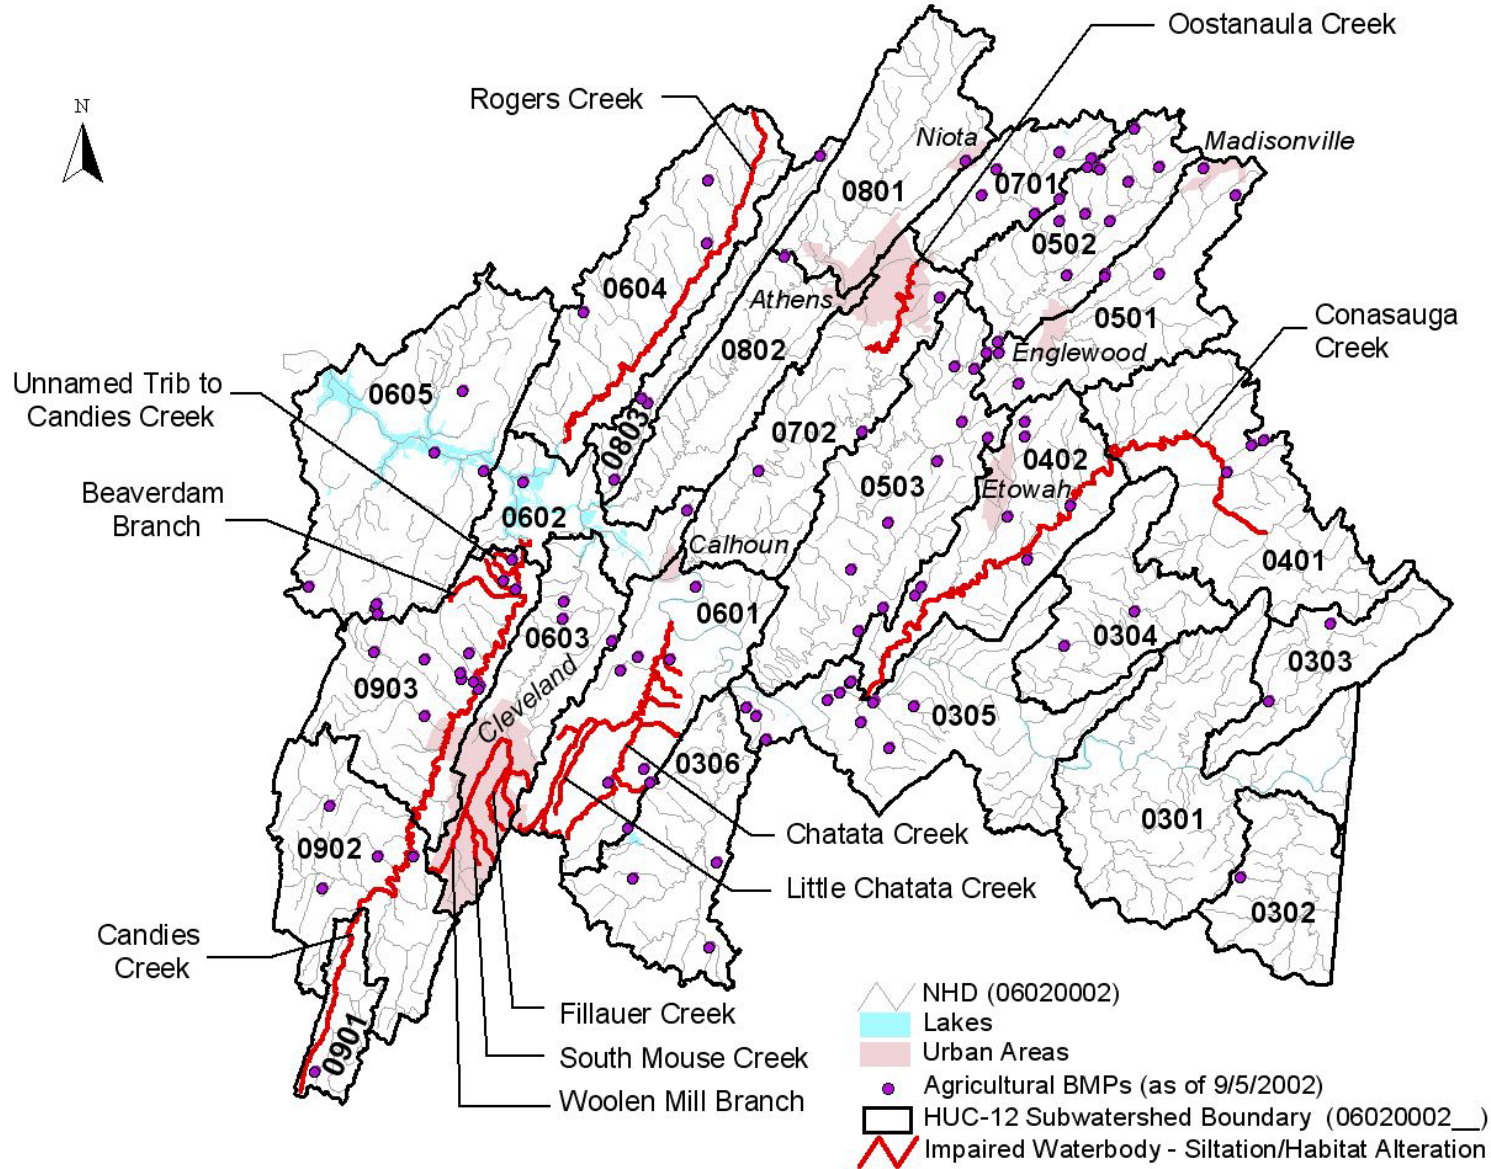 Oostanaula Creek
Rogers Creek
N
Niota
Madisonville
0801
0701
0502
0604
Athens
0501
Conasauga
Creek
0802
Englewood
Unnamed Trib to
Candies Creek
0605
0803
0702
0402
Beaverdam
Branch
0503
Etowah
0602
Calhoun
0401
0601
0603
0304
0303
0903
Cleveland
0305
0306
0301
Chatata Creek
0902
Little Chatata Creek
0302
Candies
Creek
NHD (06020002)
Fillauer Creek
Lakes
0901
South Mouse Creek
Urban Areas
Woolen Mill Branch
Agricultural BMPs (as of 9/5/2002)
HUC-12 Subwatershed Boundary (06020002__)
Impaired Waterbody - Siltation/Habitat Alteration